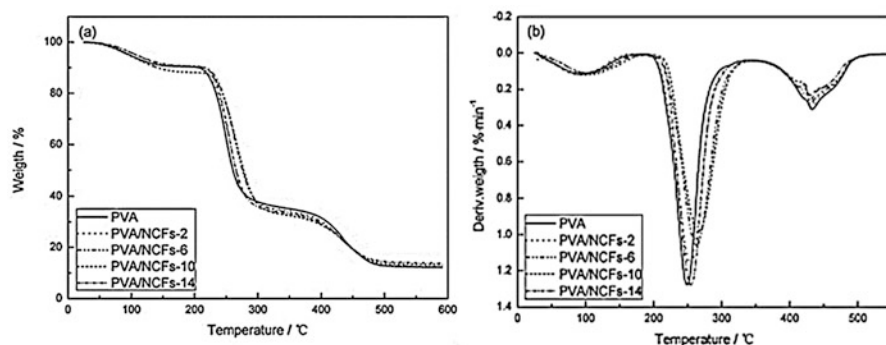 (a)
100
80
60
40
20
0
Weigth / %
PVA
PVA/NCFs-2
PVA/NCFs-6
PVA/NCFs-10
PVA/NCFs-14
0 100 200 300 400 500 600
Temperature / ℃
(b)
-0.2
0.0
0.2
0.4
0.6
0.8
1.0
1.2
1.4
Deriv.weigth / %·min-1
PVA
PVA/NCFs-2
PVA/NCFs-6
PVA/NCFs-10
PVA/NCFs-14
0 100 200 300 400 500
Temperature / ℃